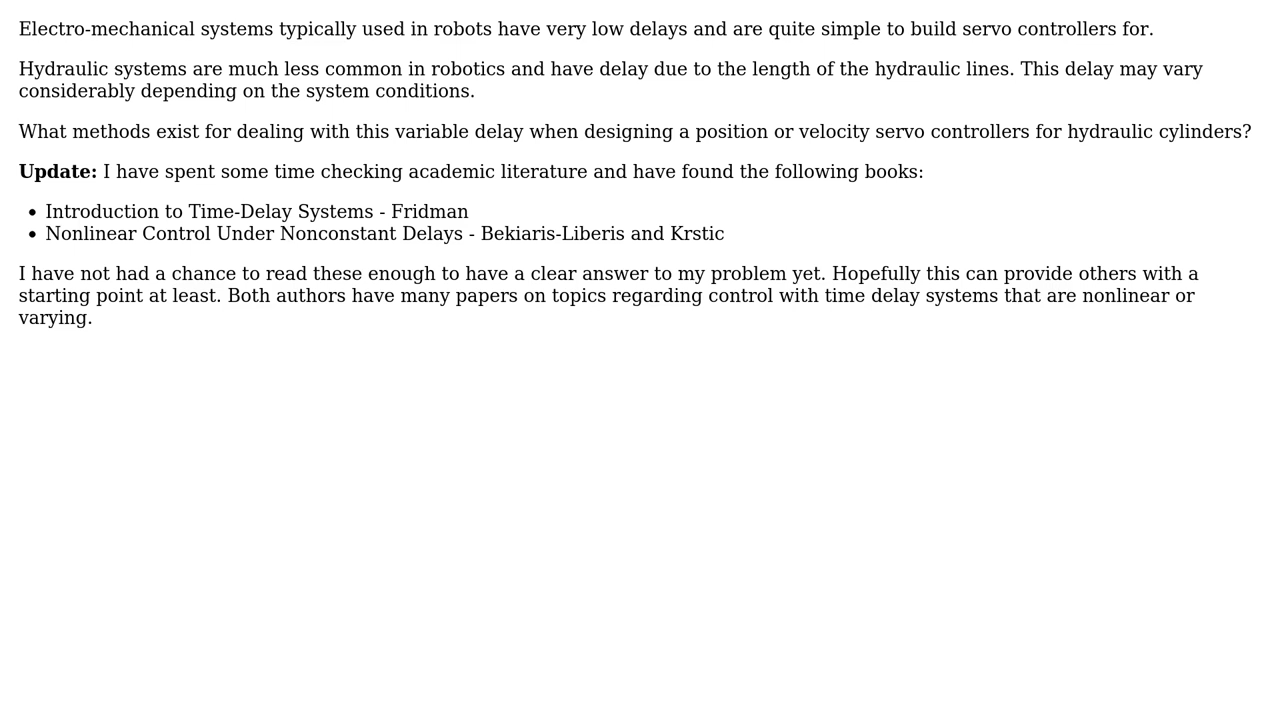 Electro-mechanical systems typically used in robots have very low delays and are quite simple to build servo controllers for.
Hydraulic systems are much less common in robotics and have delay due to the length of the hydraulic lines. This delay may vary
considerably depending on the system conditions.
What methods exist for dealing with this variable delay when designing a position or velocity servo controllers for hydraulic cylinders?
Update: I have spent some time checking academic literature and have found the following books:
• Introduction to Time-Delay Systems - Fridman
• Nonlinear Control Under Nonconstant Delays - Bekiaris-Liberis and Krstic
I have not had a chance to read these enough to have a clear answer to my problem yet. Hopefully this can provide others with a
starting point at least. Both authors have many papers on topics regarding control with time delay systems that are nonlinear or
varying.